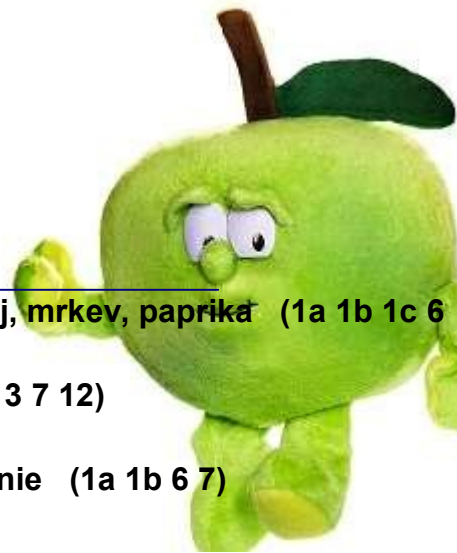 j, mrkev, paprika (1a 1b 1c 6
3 7 12)
nie (1a 1b 6 7)